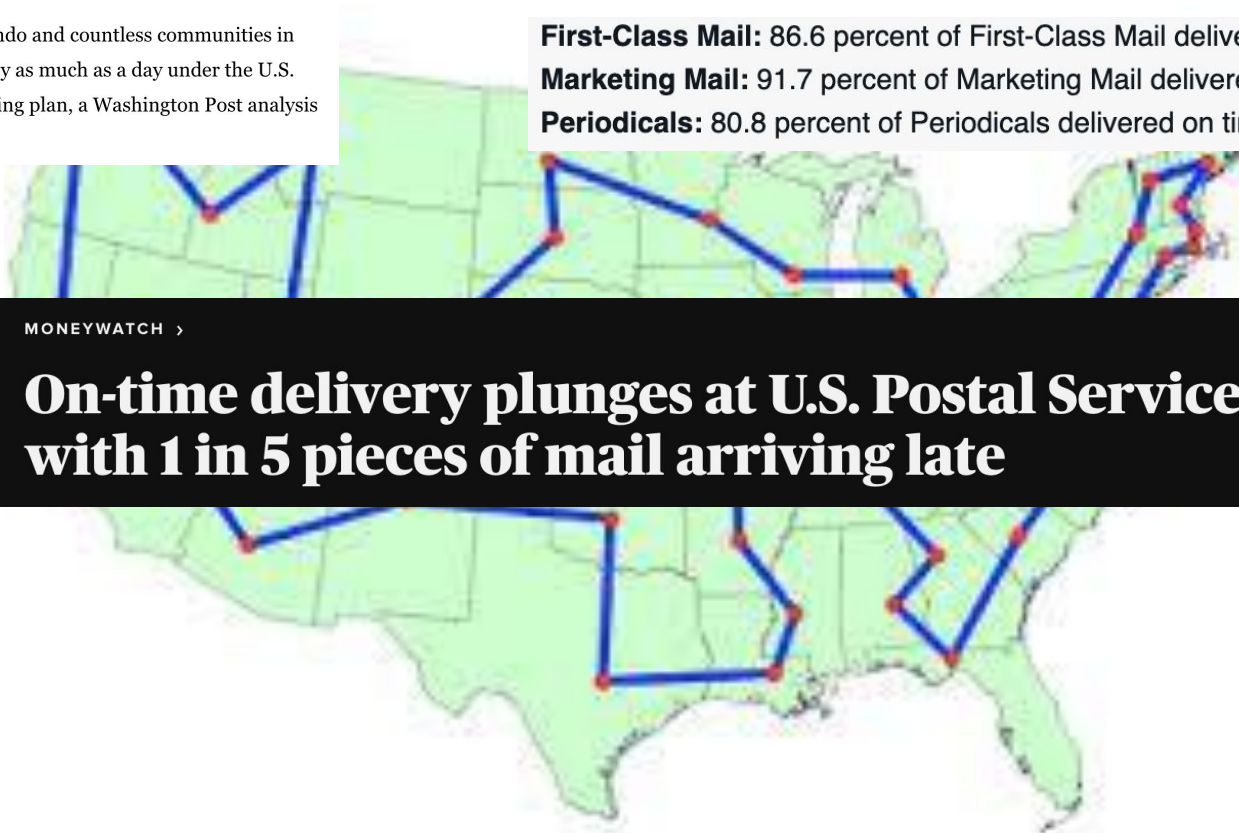 ndo and countless communities in
y as much as a day under the U.S.
ing plan, a Washington Post analysis
First-Class Mail: 86.6 percent of First-Class Mail delive
Marketing Mail: 91.7 percent of Marketing Mail delivere
Periodicals: 80.8 percent of Periodicals delivered on ti
MONEYWATCH ›
On-time delivery plunges at U.S. Postal Service
with 1 in 5 pieces of mail arriving late